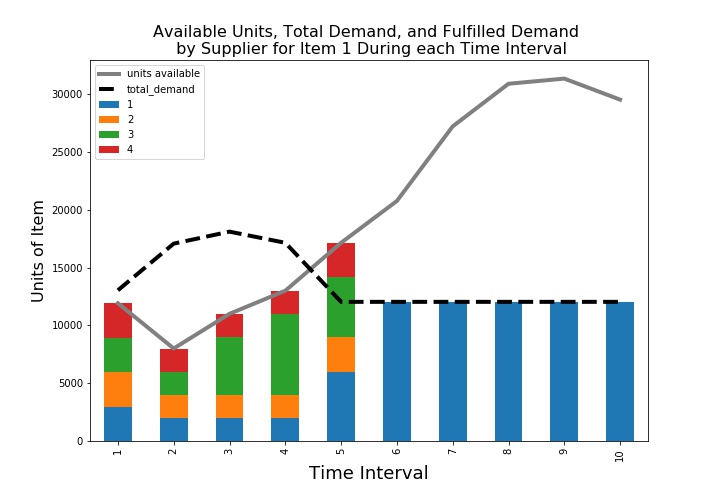 Available Units, Total Demand, and Fulfilled Demand
by Supplier for Item 1 During each Time Interval
units available
total_demand
1
2
3
4
Units of Item
30000
25000
20000
15000
10000
5000
0
1 2 3 4 5 6 7 8 9 10
Time Interval